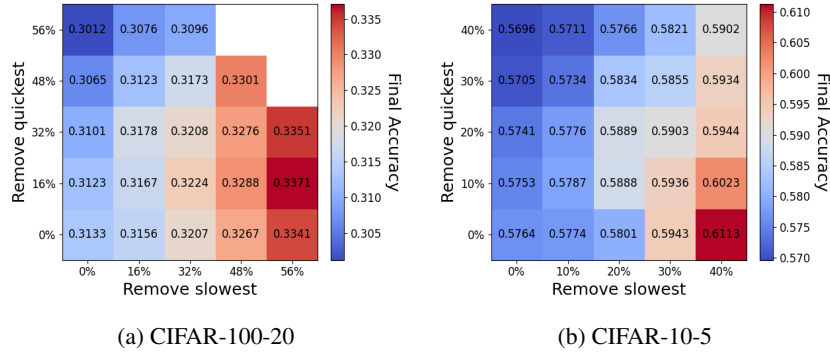 56% 0.3012 0.3076 0.3096
48% 0.3065 0.3123 0.3173 0.3301
32% 0.3101 0.3178 0.3208 0.3276 0.3351
16% 0.3123 0.3167 0.3224 0.3288 0.3371
0% 0.3133 0.3156 0.3207 0.3267 0.3341
0% 16% 32% 48% 56%
Remove slowest
Remove quickest
0.335
0.330
0.325
0.320
0.315
0.310
0.305
Final Accuracy
(a) CIFAR-100-20
40% 0.5696 0.5711 0.5766 0.5821 0.5902
30% 0.5705 0.5734 0.5834 0.5855 0.5934
20% 0.5741 0.5776 0.5889 0.5903 0.5944
10% 0.5753 0.5787 0.5888 0.5936 0.6023
0% 0.5764 0.5774 0.5801 0.5943 0.6113
0% 10% 20% 30% 40%
Remove slowest
Remove quickest
0.610
0.605
0.600
0.595
0.590
0.585
0.580
0.575
0.570
Final Accuracy
(b) CIFAR-10-5